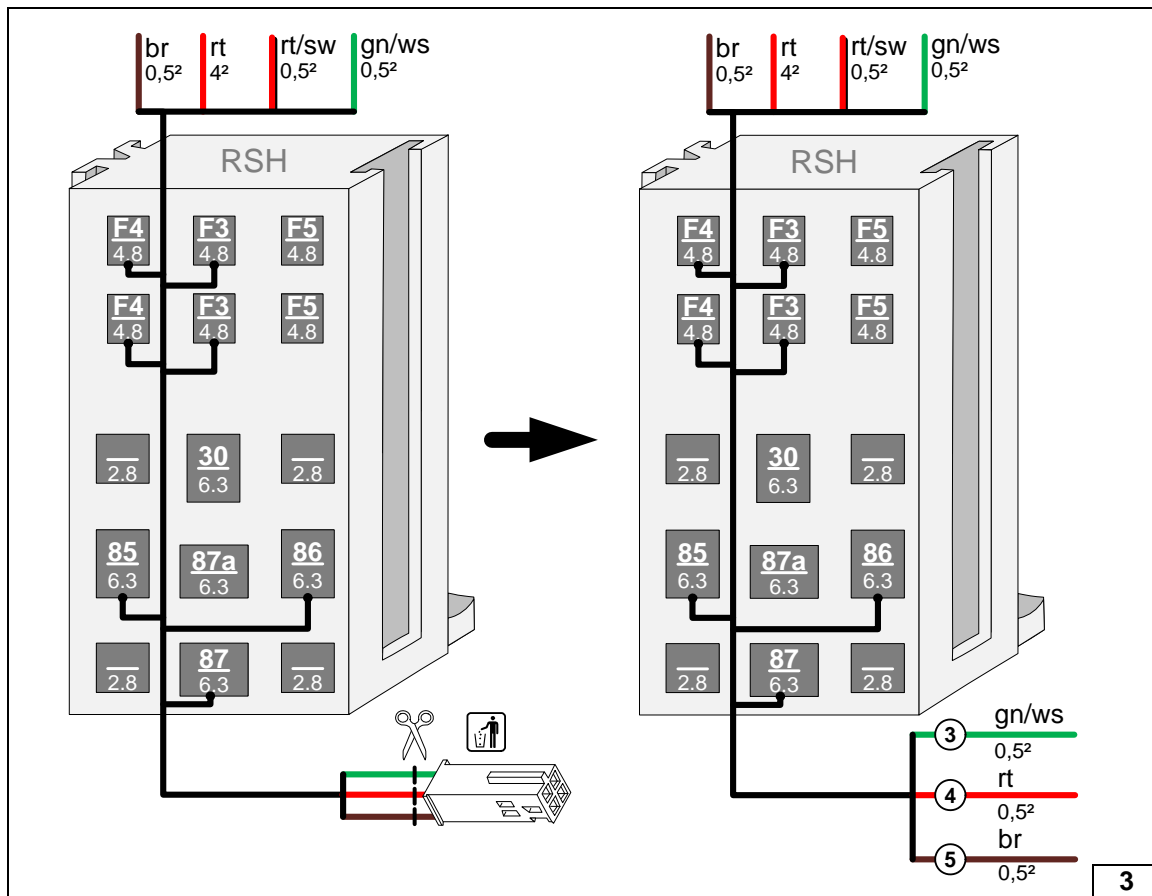 br rt rt/sw gn/ws
0,5² 4² 0,5² 0,5²
RSH
F4 F3 F5
4.8 4.8 4.8
F4 F3 F5
4.8 4.8 4.8
30
2.8 6.3 2.8
85 87a 86
6.3 6.3 6.3
87
2.8 6.3 2.8
br rt rt/sw gn/ws
0,5² 4² 0,5² 0,5²
RSH
F4 F3 F5
4.8 4.8 4.8
F4 F3 F5
4.8 4.8 4.8
30
2.8 6.3 2.8
85 87a 86
6.3 6.3 6.3
87
2.8 6.3 2.8
3 gn/ws
0,5²
4 rt
0,5²
5 br
0,5²
3